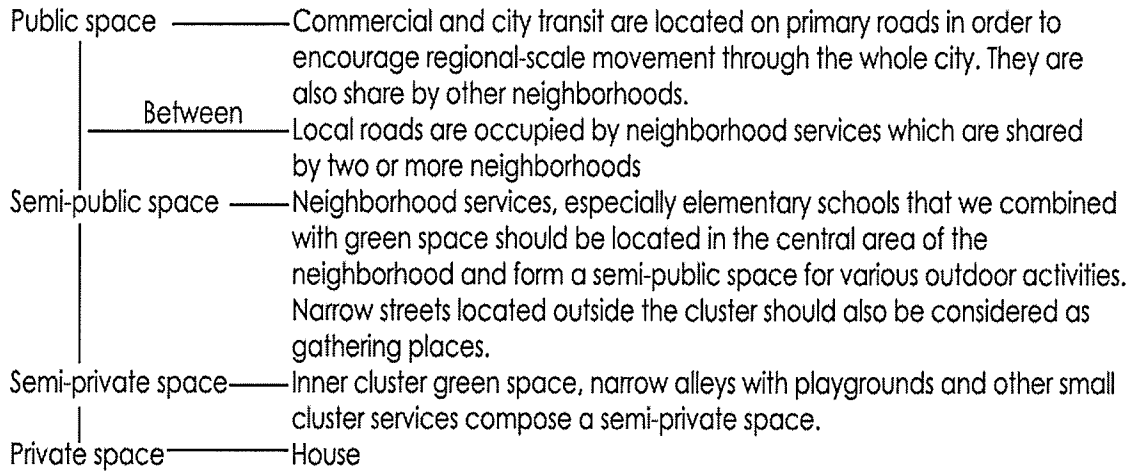 Public space Commercial and city transit are located on primary roads in order to
encourage regional-scale movement through the whole city. They are
also share by other neighborhoods.
Between
Local roads are occupied by neighborhood services which are shared
by two or more neighborhoods
Semi-public space Neighborhood services, especially elementary schools that we combined
with green space should be located in the central area of the
neighborhood and form a semi-public space for various outdoor activities.
Narrow streets located outside the cluster should also be considered as
gathering places.
Semi-private space Inner cluster green space, narrow alleys with playgrounds and other small
cluster services compose a semi-private space.
Private space House